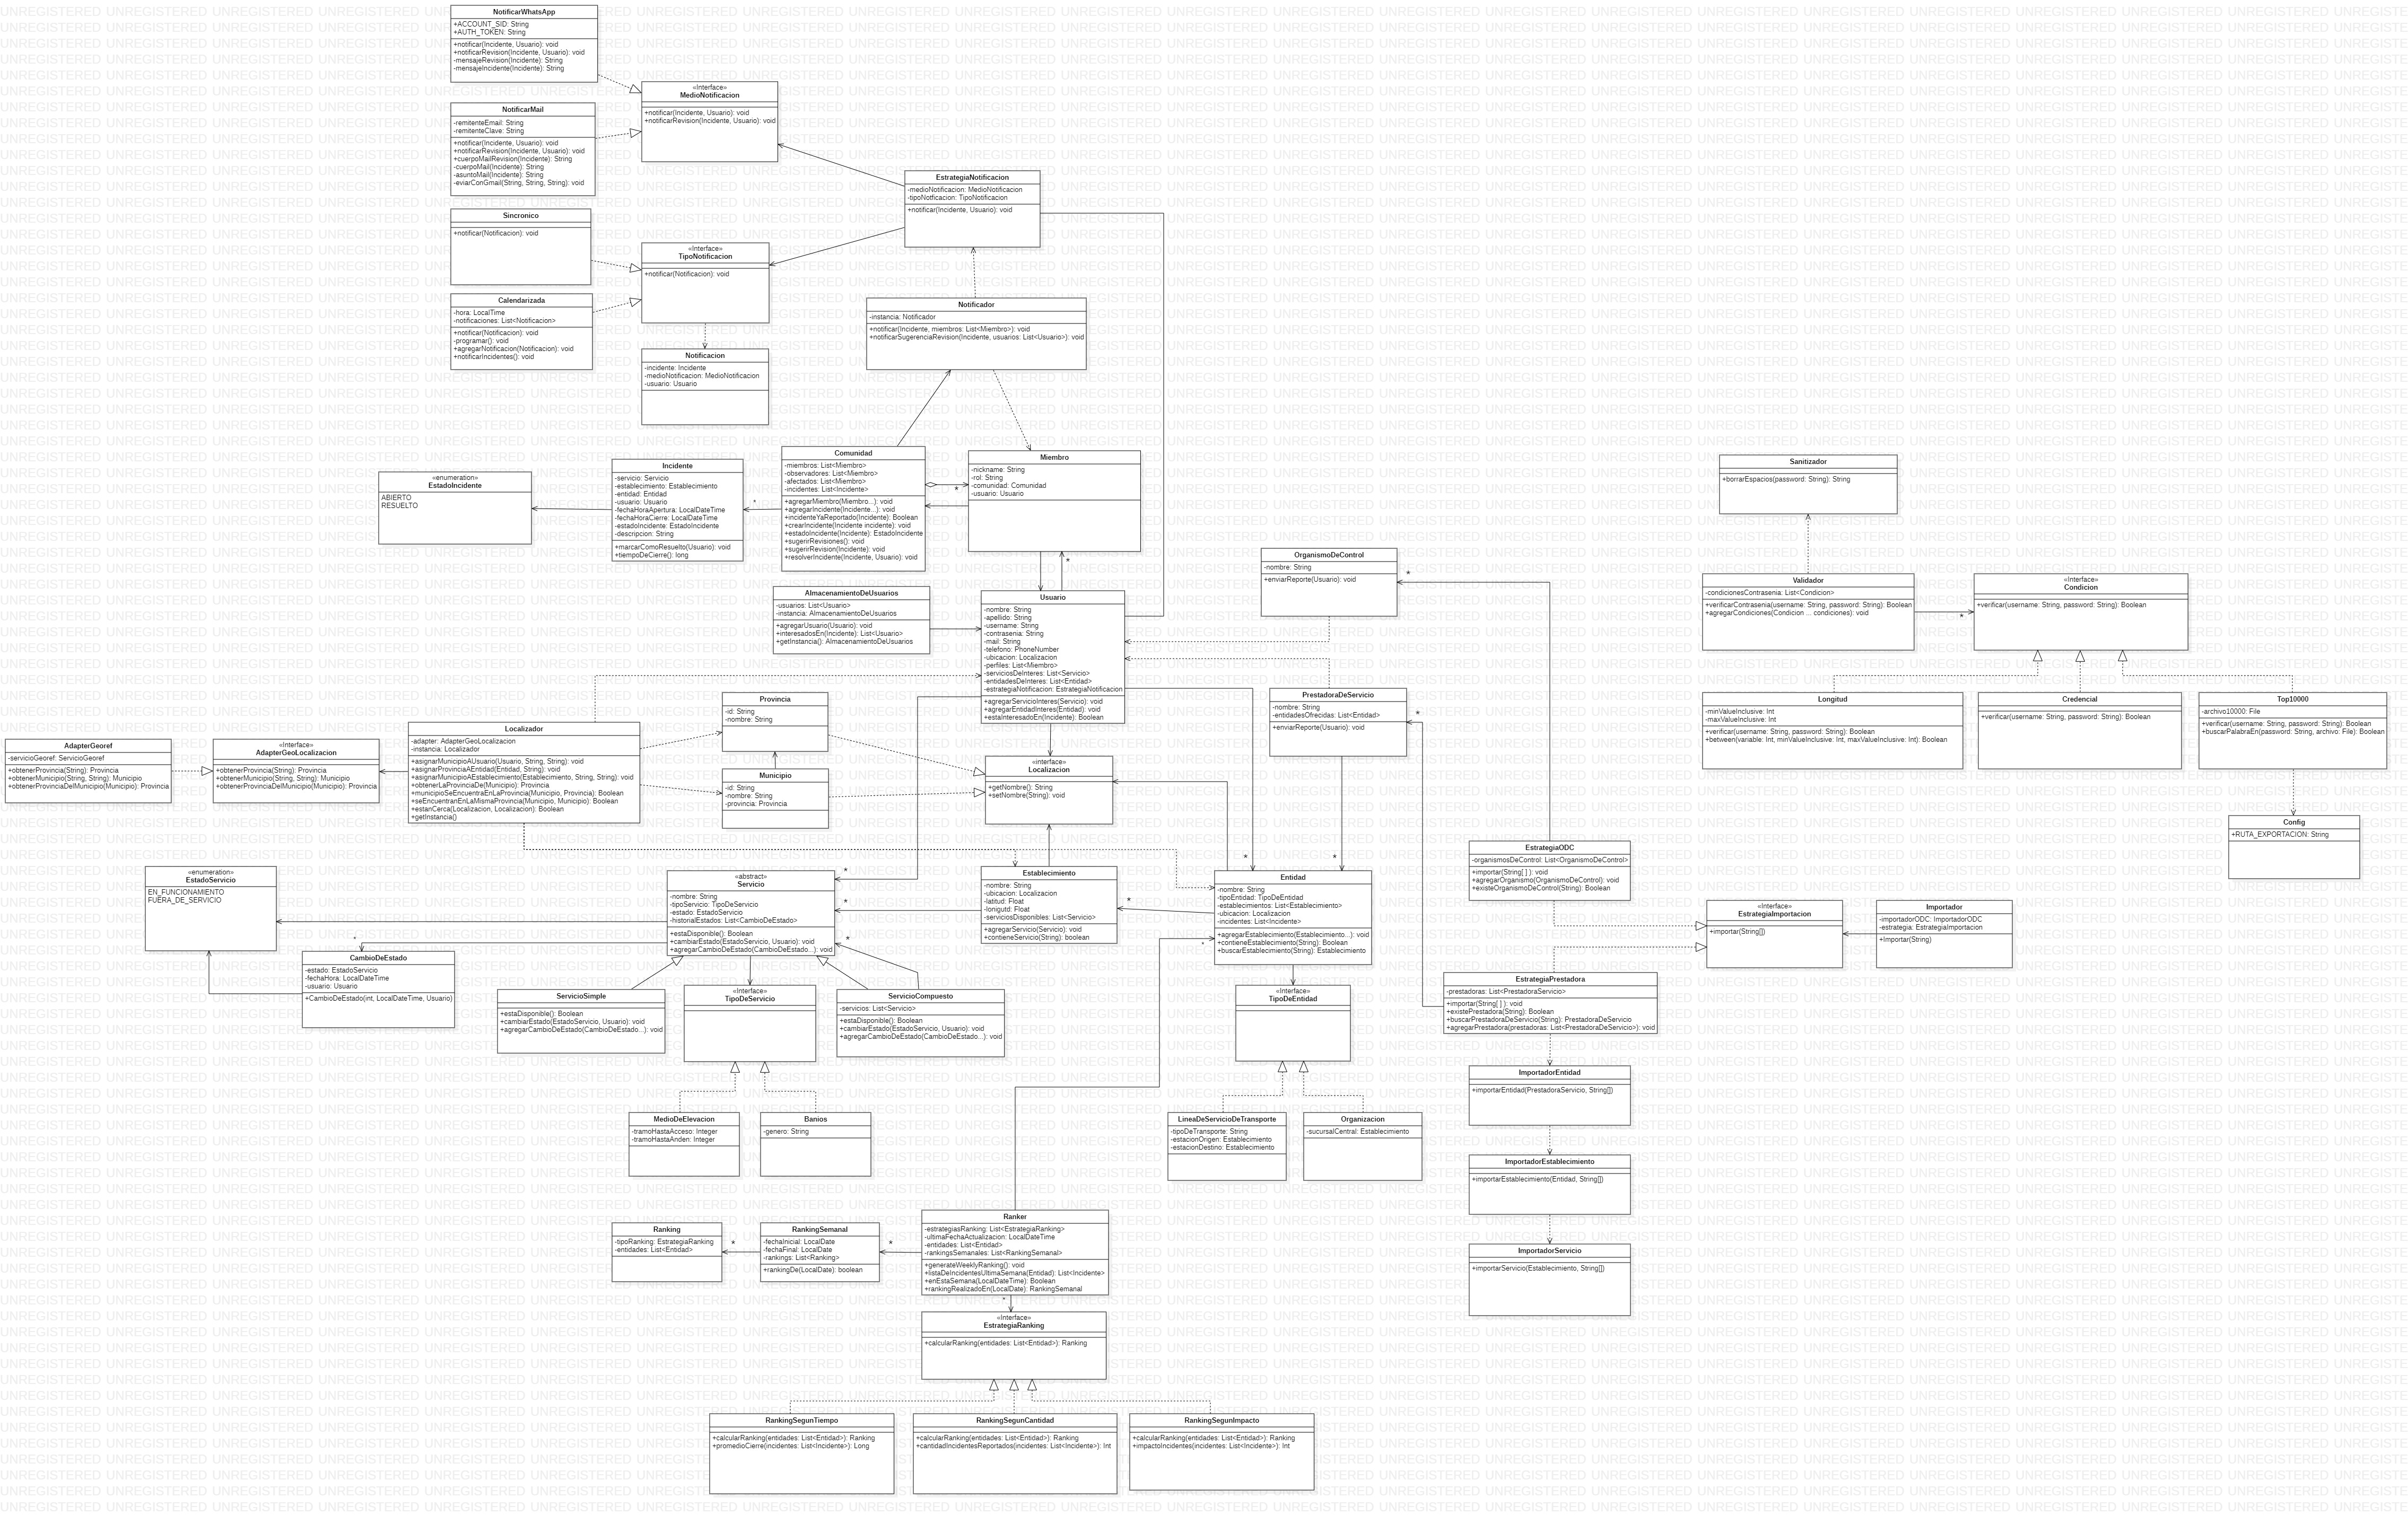 NotificarWhatsApp
+ACCOUNT_SID: String
+AUTH_TOKEN: String
+notificar(Incidente, Usuario): void
+notificarRevision(Incidente, Usuario): void
-mensajeRevision(Incidente): String
-mensajeIncidente(Incidente): String
«Interface»
MedioNotificacion
+notificar(Incidente, Usuario): void
+notificarRevision(Incidente, Usuario): void
NotificarMail
-remitenteEmail: String
-remitenteClave: String
+notificar(Incidente, Usuario): void
+notificarRevision(Incidente, Usuario): void
+cuerpoMailRevision(Incidente): String
-cuerpoMail(Incidente): String
-asuntoMail(Incidente): String
-eviarConGmail(String, String, String): void
EstrategiaNotificacion
-medioNotificacion: MedioNotificacion
-tipoNotficacion: TipoNotificacion
+notificar(Incidente, Usuario): void
Sincronico
+notificar(Notificacion): void
«Interface»
TipoNotificacion
+notificar(Notificacion): void
Calendarizada
-hora: LocalTime
-notificaciones: List<Notificacion>
+notificar(Notificacion): void
-programar(): void
+agregarNotificacion(Notificacion): void
+notificarIncidentes(): void
Notificador
-instancia: Notificador
+notificar(Incidente, miembros: List<Miembro>): void
+notificarSugerenciaRevision(Incidente, usuarios: List<Usuario>): void
Notificacion
-incidente: Incidente
-medioNotificacion: MedioNotificacion
-usuario: Usuario
«enumeration»
EstadoIncidente
ABIERTO
RESUELTO
Incidente
-servicio: Servicio
-establecimiento: Establecimiento
-entidad: Entidad
-usuario: Usuario
-fechaHoraApertura: LocalDateTime
-fechaHoraCierre: LocalDateTime
-estadoIncidente: EstadoIncidente
-descripcion: String
+marcarComoResuelto(Usuario): void
+tiempoDeCierre(): long
*
Comunidad
-miembros: List<Miembro>
-observadores: List<Miembro>
-afectados: List<Miembro>
-incidentes: List<Incidente>
+agregarMiembro(Miembro...): void
+agregarIncidente(Incidente...): void
+incidenteYaReportado(Incidente): Boolean
+crearIncidente(Incidente incidente): void
+estadoIncidente(Incidente): EstadoIncidente
+sugerirRevisiones(): void
+sugerirRevision(Incidente): void
+resolverIncidente(Incidente, Usuario): void
*
Miembro
-nickname: String
-rol: String
-comunidad: Comunidad
-usuario: Usuario
*
AlmacenamientoDeUsuarios
-usuarios: List<Usuario>
-instancia: AlmacenamientoDeUsuarios
+agregarUsuario(Usuario): void
+interesadosEn(Incidente): List<Usuario>
+getInstancia(): AlmacenamientoDeUsuarios
Usuario
-nombre: String
-apellido: String
-username: String
-contrasenia: String
-mail: String
-telefono: PhoneNumber
-ubicacion: Localizacion
-perfiles: List<Miembro>
-serviciosDeInteres: List<Servicio>
-entidadesDeInteres: List<Entidad>
-estrategiaNotificacion: EstrategiaNotificacion
+agregarServicioInteres(Servicio): void
+agregarEntidadInteres(Entidad): void
+estaInteresadoEn(Incidente): Boolean
OrganismoDeControl
-nombre: String
+enviarReporte(Usuario): void
*
PrestadoraDeServicio
-nombre: String
-entidadesOfrecidas: List<Entidad>
+enviarReporte(Usuario): void
*
Sanitizador
+borrarEspacios(password: String): String
Validador
-condicionesContrasenia: List<Condicion>
+verificarContrasenia(username: String, password: String): Boolean
+agregarCondiciones(Condicion ... condiciones): void
*
«Interface»
Condicion
+verificar(username: String, password: String): Boolean
Longitud
-minValueInclusive: Int
-maxValueInclusive: Int
+verificar(username: String, password: String): Boolean
+between(variable: Int, minValueInclusive: Int, maxValueInclusive: Int): Boolean
Credencial
+verificar(username: String, password: String): Boolean
Top10000
-archivo10000: File
+verificar(username: String, password: String): Boolean
+buscarPalabraEn(password: String, archivo: File): Boolean
Config
+RUTA_EXPORTACION: String
AdapterGeoref
-servicioGeoref: ServicioGeoref
+obtenerProvincia(String): Provincia
+obtenerMunicipio(String, String): Municipio
+obtenerProvinciaDelMunicipio(Municipio): Provincia
«Interface»
AdapterGeoLocalizacion
+obtenerProvincia(String): Provincia
+obtenerMunicipio(String, String): Municipio
+obtenerProvinciaDelMunicipio(Municipio): Provincia
Localizador
-adapter: AdapterGeoLocalizacion
-instancia: Localizador
+asignarMunicipioAUsuario(Usuario, String, String): void
+asignarProvinciaAEntidad(Entidad, String): void
+asignarMunicipioAEstablecimiento(Establecimiento, String, String): void
+obtenerLaProvinciaDe(Municipio): Provincia
+municipioSeEncuentraEnLaProvincia(Municipio, Provincia): Boolean
+seEncuentranEnLaMismaProvincia(Municipio, Municipio): Boolean
+estanCerca(Localizacion, Localizacion): Boolean
+getInstancia()
Provincia
-id: String
-nombre: String
Municipio
-id: String
-nombre: String
-provincia: Provincia
«interface»
Localizacion
+getNombre(): String
+setNombre(String): void
«enumeration»
EstadoServicio
EN_FUNCIONAMIENTO
FUERA_DE_SERVICIO
*
CambioDeEstado
-estado: EstadoServicio
-fechaHora: LocalDateTime
-usuario: Usuario
+CambioDeEstado(int, LocalDateTime, Usuario)
«abstract»
Servicio
-nombre: String
-tipoServicio: TipoDeServicio
-estado: EstadoServicio
-historialEstados: List<CambioDeEstado>
+estaDisponible(): Boolean
+cambiarEstado(EstadoServicio, Usuario): void
+agregarCambioDeEstado(CambioDeEstado...): void
*
*
*
Establecimiento
-nombre: String
-ubicacion: Localizacion
-latitud: Float
-lonigutd: Float
-serviciosDisponibles: List<Servicio>
+agregarServicio(Servicio): void
+contieneServicio(String): boolean
*
*
*
*
Entidad
-nombre: String
-tipoEntidad: TipoDeEntidad
-establecimientos: List<Establecimiento>
-ubicacion: Localizacion
-incidentes: List<Incidente>
+agregarEstablecimiento(Establecimiento...): void
+contieneEstablecimiento(String): Boolean
+buscarEstablecimiento(String): Establecimiento
EstrategiaODC
-organismosDeControl: List<OrganismoDeControl>
+importar(String[ ] ): void
+agregarOrganismo(OrganismoDeControl): void
+existeOrganismoDeControl(String): Boolean
«Interface»
EstrategiaImportacion
+importar(String[])
Importador
-importadorODC: ImportadorODC
-estrategia: EstrategiaImportacion
+Importar(String)
EstrategiaPrestadora
-prestadoras: List<PrestadoraServicio>
+importar(String[ ] ): void
+existePrestadora(String): Boolean
+buscarPrestadoraDeServicio(String): PrestadoraDeServicio
+agregarPrestadora(prestadoras: List<PrestadoraDeServicio>): void
ServicioSimple
+estaDisponible(): Boolean
+cambiarEstado(EstadoServicio, Usuario): void
+agregarCambioDeEstado(CambioDeEstado...): void
«Interface»
TipoDeServicio
ServicioCompuesto
-servicios: List<Servicio>
+estaDisponible(): Boolean
+cambiarEstado(EstadoServicio, Usuario): void
+agregarCambioDeEstado(CambioDeEstado...): void
«Interface»
TipoDeEntidad
ImportadorEntidad
+importarEntidad(PrestadoraServicio, String[])
MedioDeElevacion
-tramoHastaAcceso: Integer
-tramoHastaAnden: Integer
Banios
-genero: String
LineaDeServicioDeTransporte
-tipoDeTransporte: String
-estacionOrigen: Establecimiento
-estacionDestino: Establecimiento
Organizacion
-sucursalCentral: Establecimiento
ImportadorEstablecimiento
+importarEstablecimiento(Entidad, String[])
ImportadorServicio
+importarServicio(Establecimiento, String[])
Ranking
-tipoRanking: EstrategiaRanking
-entidades: List<Entidad>
*
RankingSemanal
-fechaInicial: LocalDate
-fechaFinal: LocalDate
-rankings: List<Ranking>
+rankingDe(LocalDate): boolean
*
Ranker
-estrategiasRanking: List<EstrategiaRanking>
-ultimaFechaActualizacion: LocalDateTime
-entidades: List<Entidad>
-rankingsSemanales: List<RankingSemanal>
+generateWeeklyRanking(): void
+listaDeIncidentesUltimaSemana(Entidad): List<Incidente>
+enEstaSemana(LocalDateTime): Boolean
+rankingRealizadoEn(LocalDate): RankingSemanal
*
«Interface»
EstrategiaRanking
+calcularRanking(entidades: List<Entidad>): Ranking
RankingSegunTiempo
+calcularRanking(entidades: List<Entidad>): Ranking
+promedioCierre(incidentes: List<Incidente>): Long
RankingSegunCantidad
+calcularRanking(entidades: List<Entidad>): Ranking
+cantidadIncidentesReportados(incidentes: List<Incidente>): Int
RankingSegunImpacto
+calcularRanking(entidades: List<Entidad>): Ranking
+impactoIncidentes(incidentes: List<Incidente>): Int
UNREGISTERED